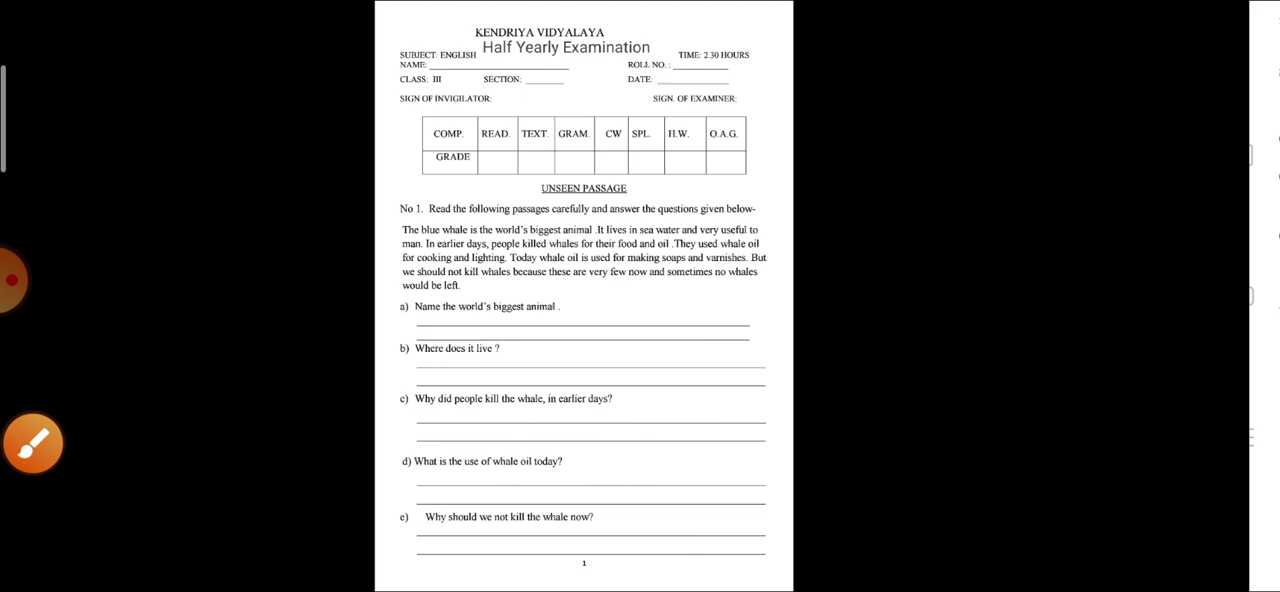 KENDRIYA VIDYALAYA
SUBJECT: ENGLISH Half Yearly Examination TIME: 2.30 HOURS
NAME: ____________________ ROLL NO. : __________
CLASS: III SECTION: _______ DATE: _____________
SIGN OF INVIGILATOR: SIGN. OF EXAMINER:
COMP. READ. TEXT. GRAM. CW SPL. H.W. O.A.G.
GRADE
UNSEEN PASSAGE
No 1. Read the following passages carefully and answer the questions given below-
The blue whale is the world's biggest animal .It lives in sea water and very useful to
man. In earlier days, people killed whales for their food and oil .They used whale oil
for cooking and lighting. Today whale oil is used for making soaps and varnishes. But
we should not kill whales because these are very few now and sometimes no whales
would be left.
a) Name the world's biggest animal .
b) Where does it live ?
c) Why did people kill the whale, in earlier days?
d) What is the use of whale oil today?
e) Why should we not kill the whale now?
1